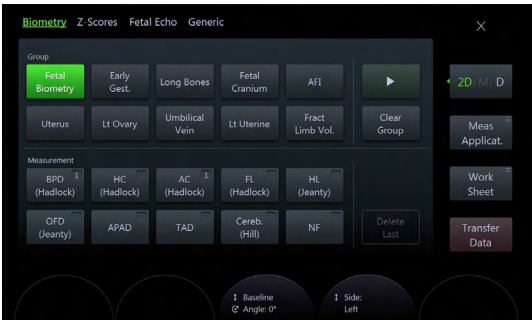 Biometry Z-Scores Fetal Echo Generic X
Group
Fetal
Biometry
Early
Gest.
Long Bones
Fetal
Cranium
AFI
2D/M/D
Uterus
Lt Ovary
Umbilical
Vein
Lt Uterine
Fract
Limb Vol.
Clear
Group
Meas
Applicat.
Measurement
BPD 1
(Hadlock)
HC
(Hadlock)
AC 1
(Hadlock)
FL
(Hadlock)
HL
(Jeanty)
Work
Sheet
OFD
(Jeanty)
APAD
TAD
Cereb.
(Hill)
NF
Delete
Last
Transfer
Data
Baseline
Angle: 0°
Side:
Left